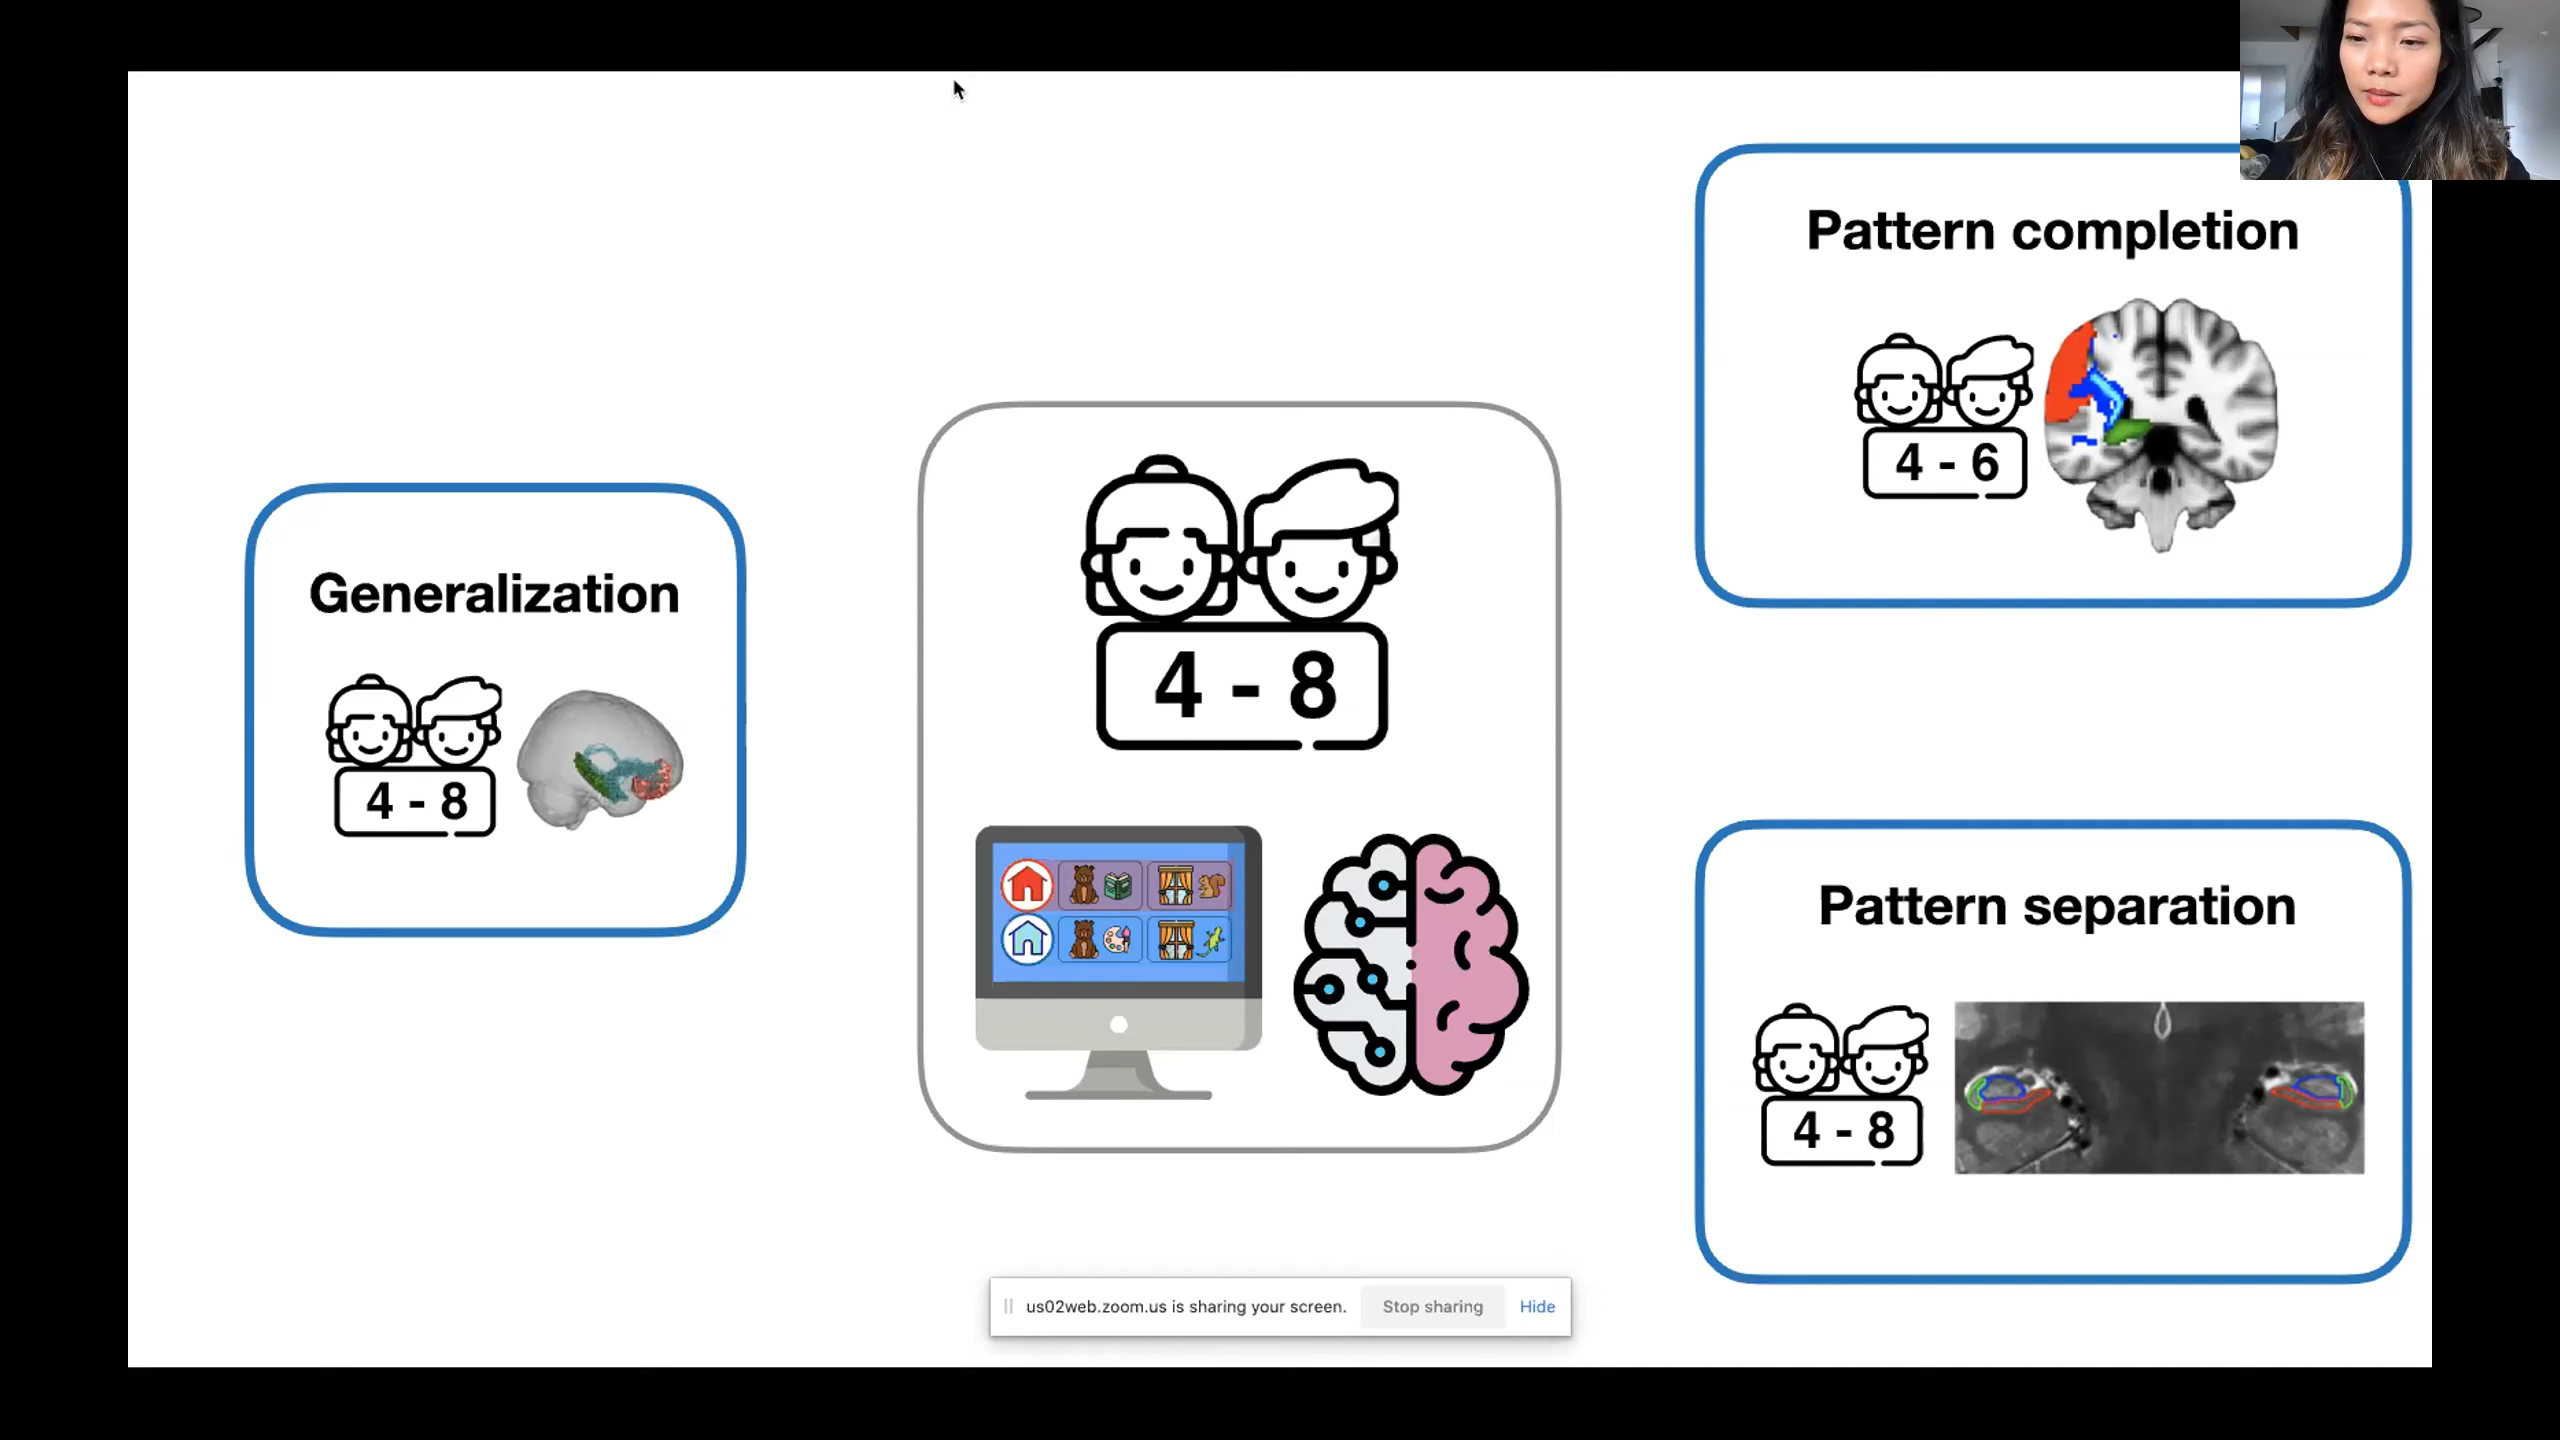 Generalization
4 - 8
4 - 8
Pattern completion
4 - 6
Pattern separation
4 - 8
us02web.zoom.us is sharing your screen.
Stop sharing
Hide